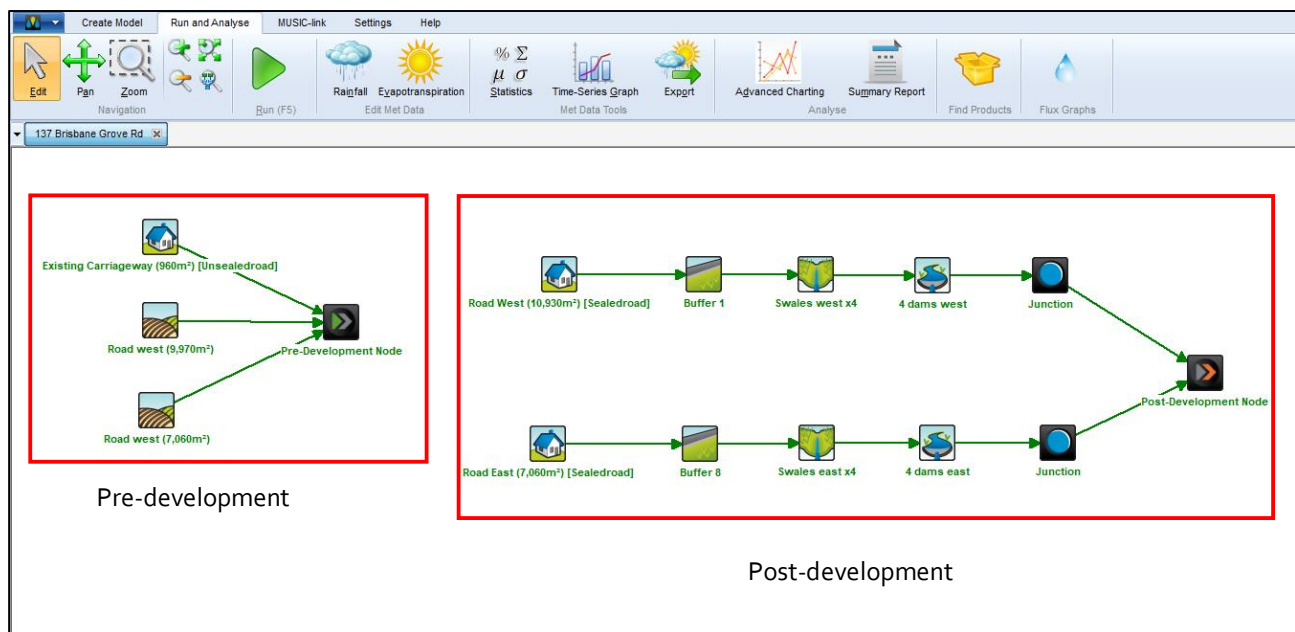 Create Model Run and Analyse MUSIC-link Settings Help
Edit Pan Zoom Rainfall Evapotranspiration % Σ μ σ Statistics Time-Series Graph Export Advanced Charting Summary Report
Navigation Run (F5) Edit Met Data Met Data Tools Analyse Find Products Flux Graphs
137 Brisbane Grove Rd
Existing Carriageway (960m²) [Unsealedroad]
Road west (9,970m²)
Pre-Development Node
Road west (7,060m²)
Pre-development
Road West (10,930m²) [Sealedroad] Buffer 1 Swales west x4 4 dams west Junction
Post-Development Node
Road East (7,060m²) [Sealedroad] Buffer 8 Swales east x4 4 dams east Junction
Post-development